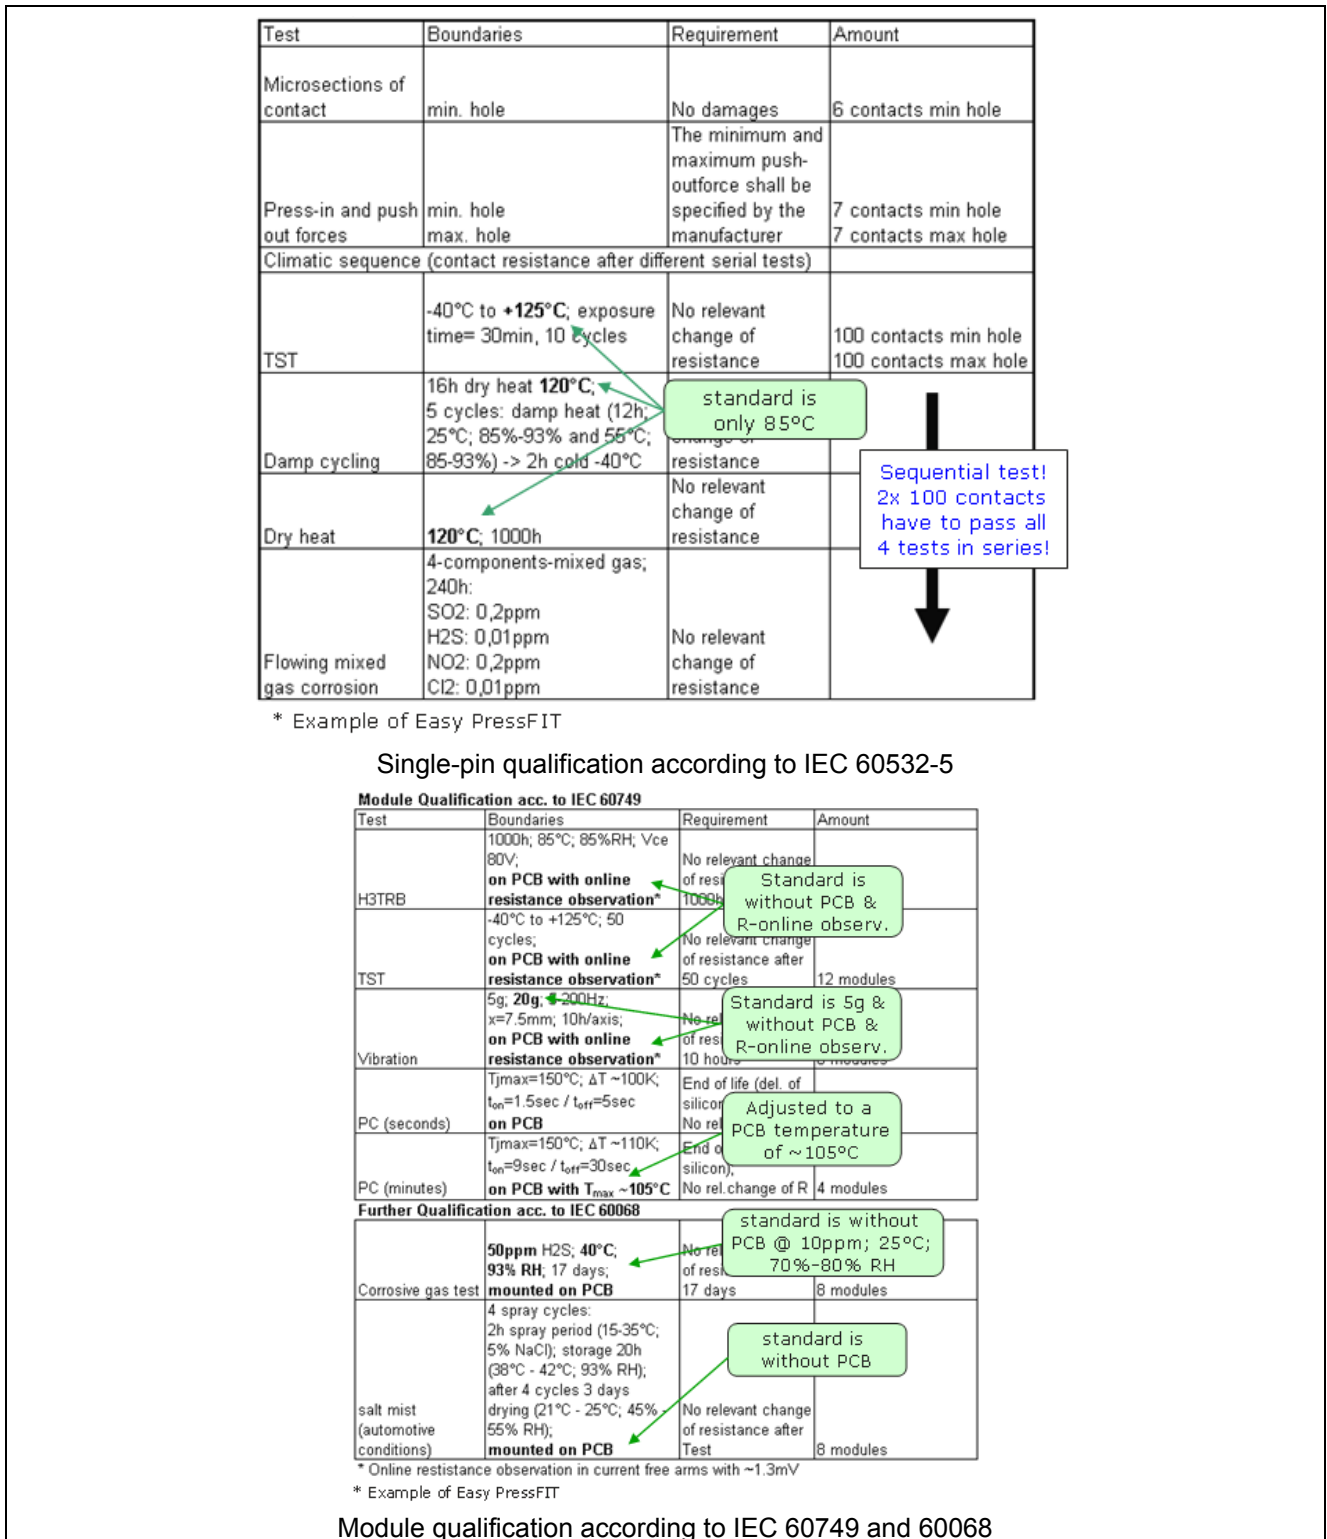 Test Boundaries Requirement Amount
Microsections of
contact min. hole No damages 6 contacts min hole
The minimum and
maximum push-
outforce shall be
Press-in and push min. hole specified by the 7 contacts min hole
out forces max. hole manufacturer 7 contacts max hole
Climatic sequence (contact resistance after different serial tests)
-40°C to +125°C; exposure No relevant
time= 30min, 10 cycles change of 100 contacts min hole
TST resistance 100 contacts max hole
16h dry heat 120°C;
5 cycles: damp heat (12h;
25°C; 85%-93% and 55°C; change of
Damp cycling 85-93%) -> 2h cold -40°C resistance
standard is
only 85°C
Sequential test!
2x 100 contacts
have to pass all
4 tests in series!
No relevant
change of
Dry heat 120°C; 1000h resistance
4-components-mixed gas;
240h:
SO2: 0,2ppm
H2S: 0,01ppm No relevant
Flowing mixed NO2: 0,2ppm change of
gas corrosion Cl2: 0,01ppm resistance
* Example of Easy PressFIT
Single-pin qualification according to IEC 60532-5
Module Qualification acc. to IEC 60749
Test Boundaries Requirement Amount
1000h; 85°C; 85%RH; Vce
80V; No relevant change
on PCB with online of
H3TRB resistance observation* 1000h
Standard is
without PCB &
R-online observ.
-40°C to +125°C; 50
cycles; No relevant change
on PCB with online of resistance after
TST resistance observation* 50 cycles 12 modules
5g; 20g; -200Hz;
x=7.5mm; 10h/axis; No
on PCB with online of
Vibration resistance observation* 10 hours modules
Standard is 5g &
without PCB &
R-online observ.
Tjmax=150°C; ΔT ~100K; End of life (del. of
ton=1.5sec / toff=5sec
PC (seconds) on PCB No
Adjusted to a
PCB temperature
of ~105°C
Tjmax=150°C; ΔT ~110K; End
ton=9sec / toff=30sec silicon),
PC (minutes) on PCB with Tmax ~105°C No rel.change of R 4 modules
Further Qualification acc. to IEC 60068
50ppm H2S; 40°C; No
93% RH; 17 days; of
Corrosive gas test mounted on PCB 17 days 8 modules
standard is without
PCB @ 10ppm; 25°C;
70%-80% RH
4 spray cycles:
2h spray period (15-35°C;
5% NaCl); storage 20h
(38°C - 42°C; 93% RH);
after 4 cycles 3 days
salt mist drying (21°C - 25°C; 45% - No relevant change
(automotive 55% RH); of resistance after
conditions) mounted on PCB Test 8 modules
standard is
without PCB
* Online restistance observation in current free arms with ~1.3mV
* Example of Easy PressFIT
Module qualification according to IEC 60749 and 60068